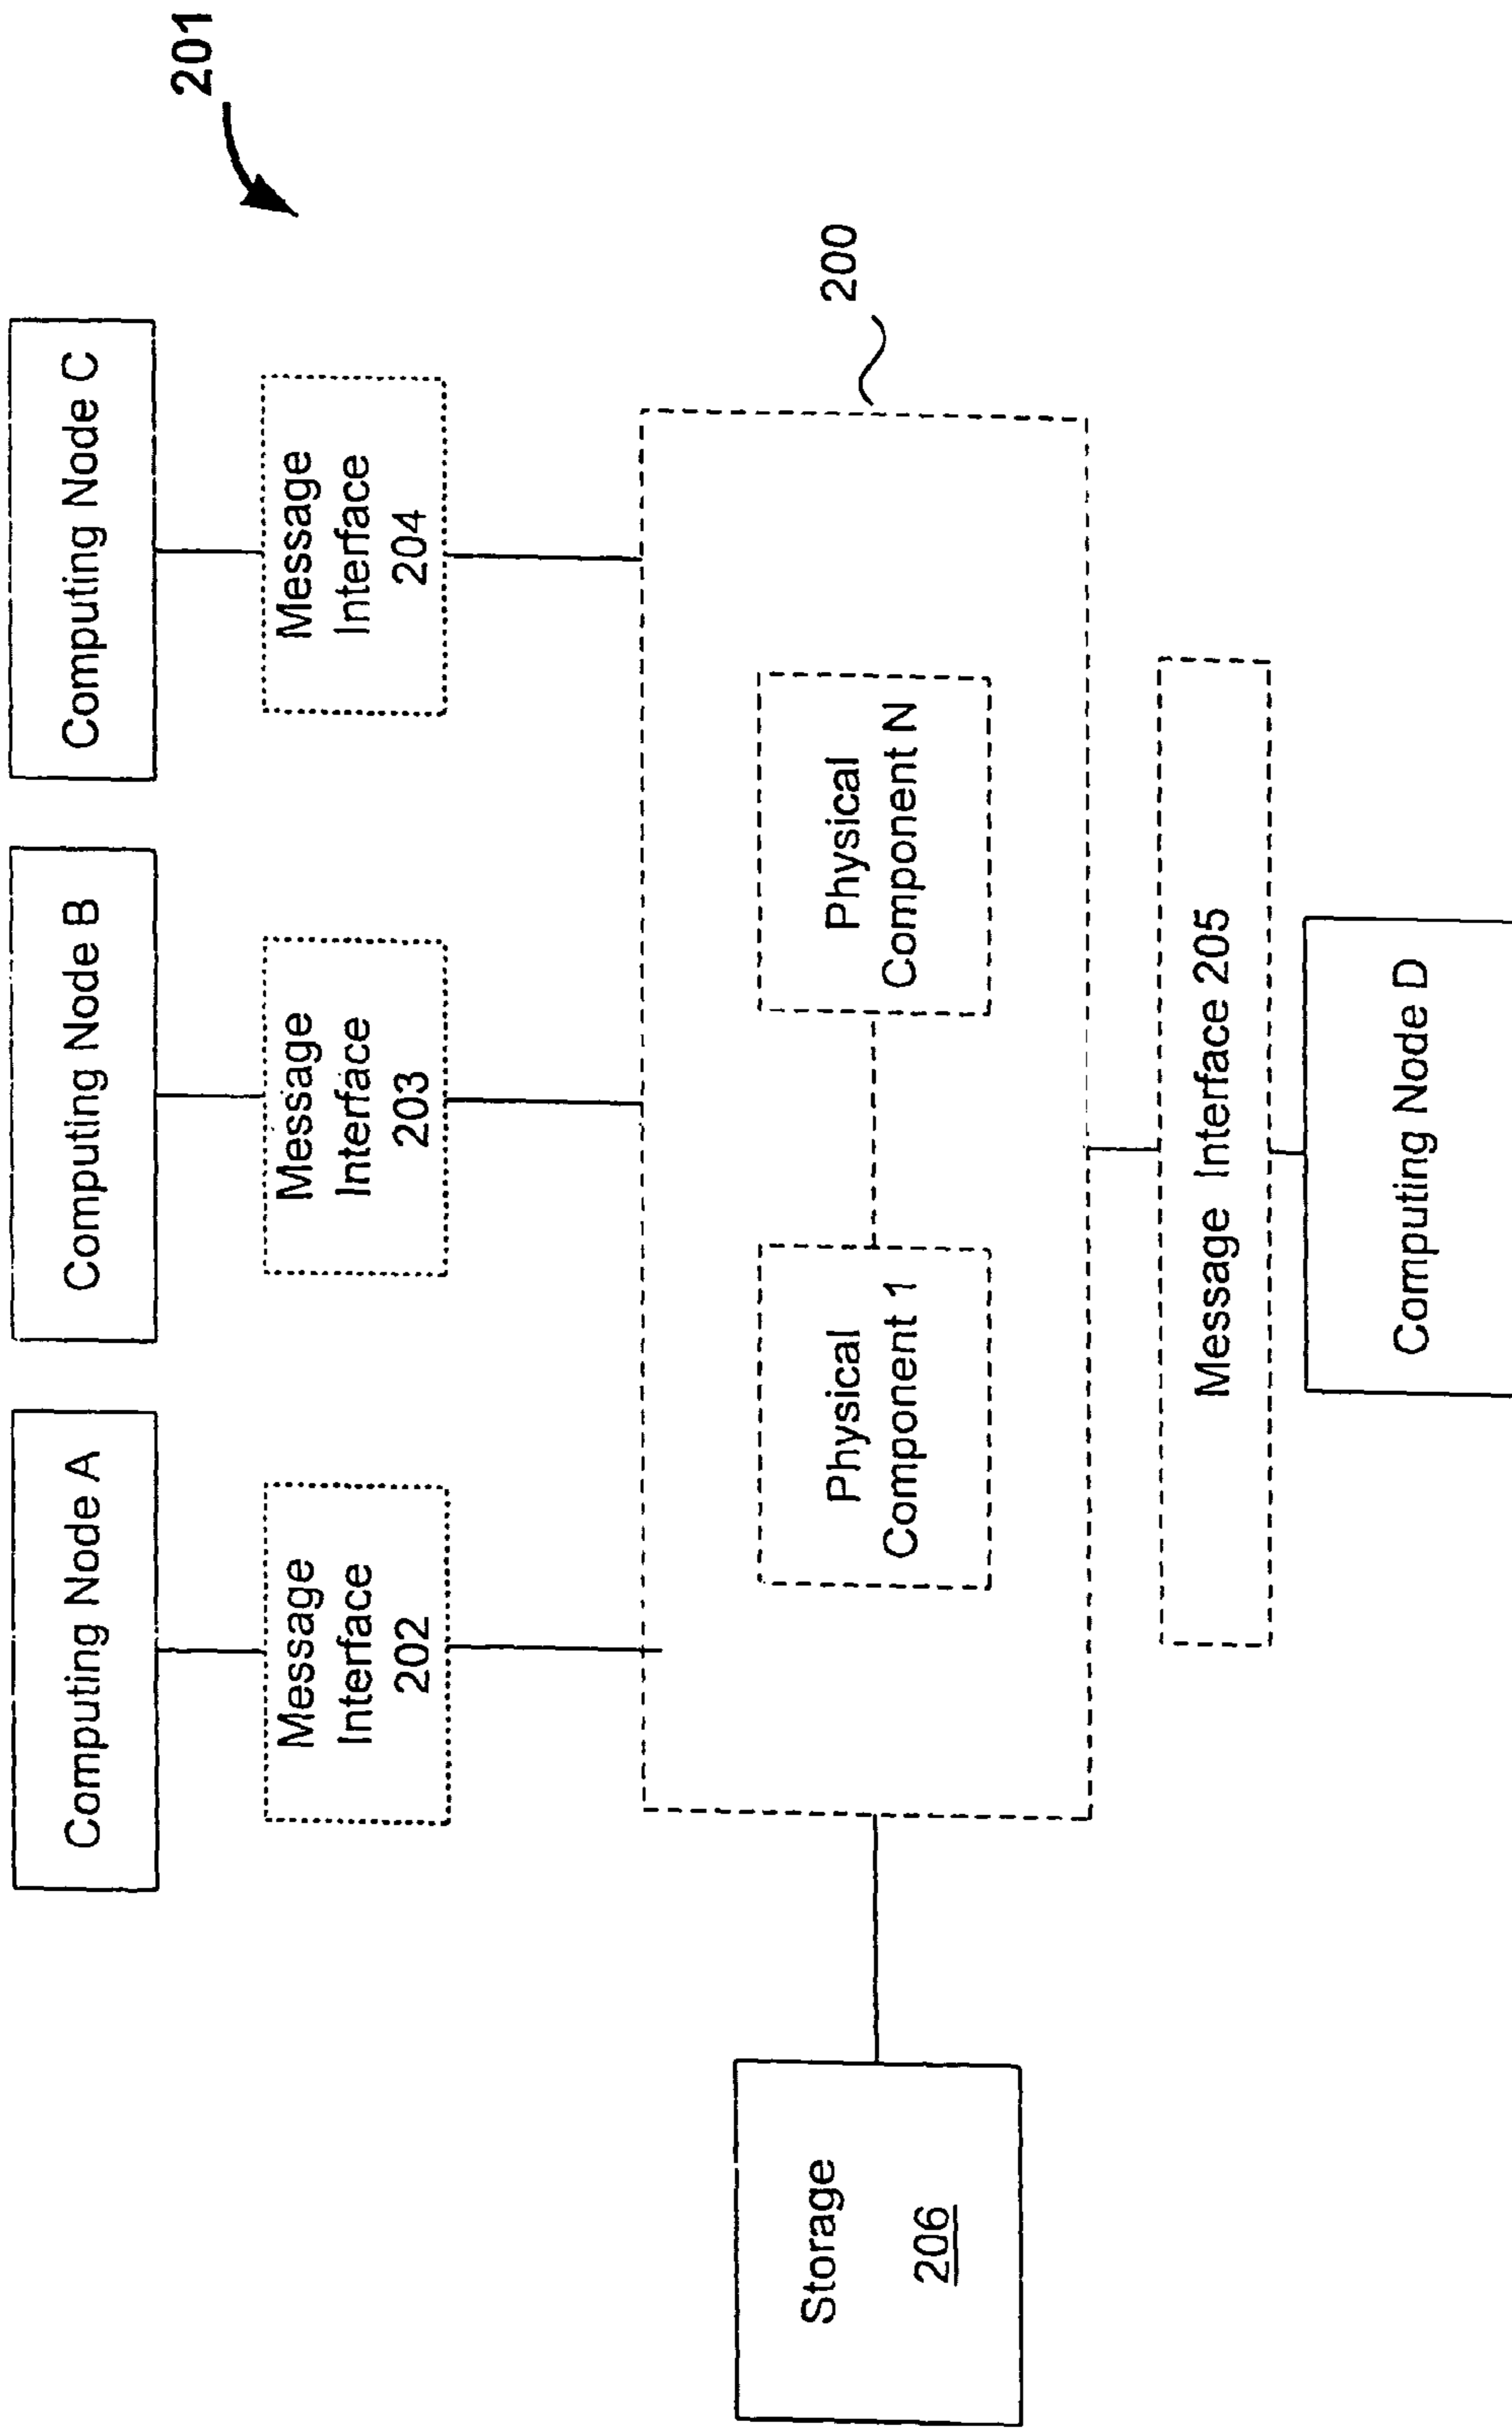 201
Computing Node A
Computing Node B
Computing Node C
Message
Interface
202
Message
Interface
203
Message
Interface
204
200
Storage
206
Physical
Component 1
Physical
Component N
Message Interface 205
Computing Node D